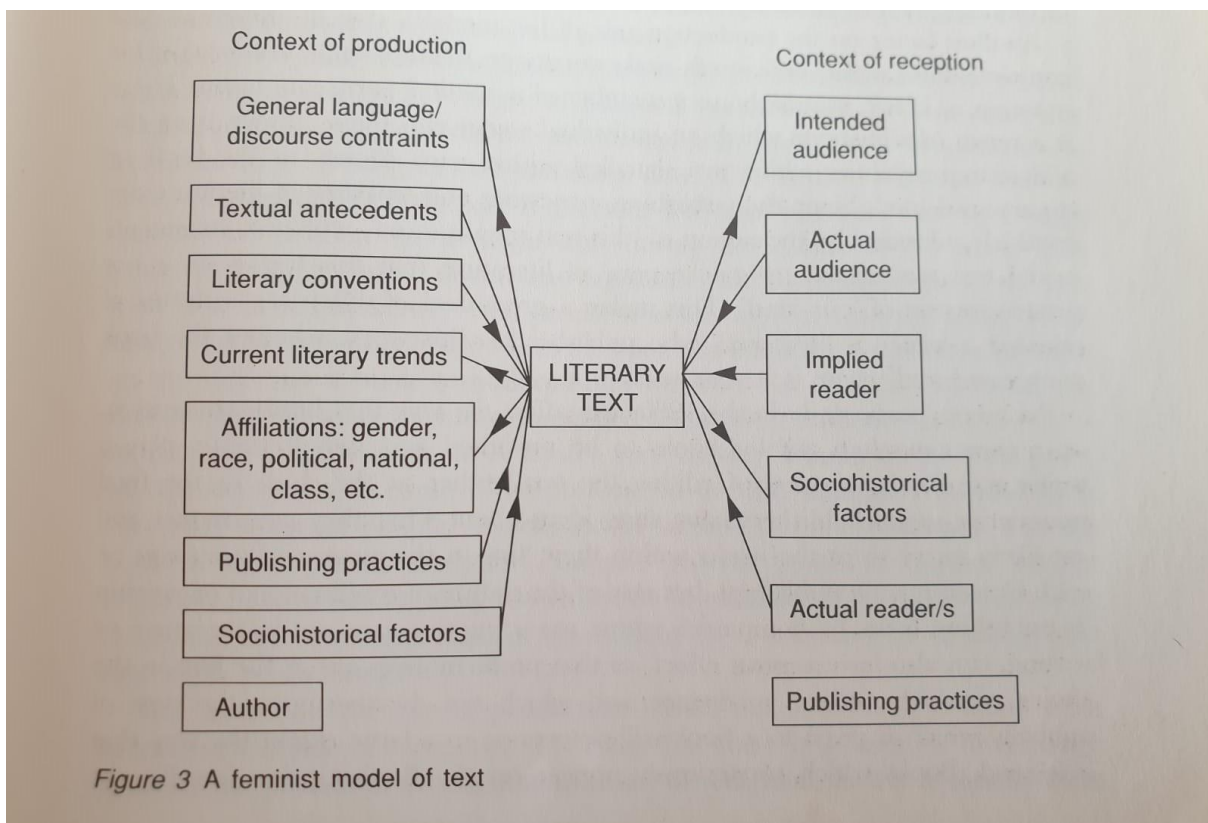 Context of production
General language/
discourse contraints
Textual antecedents
Literary conventions
Current literary trends
Affiliations: gender,
race, political, national,
class, etc.
Publishing practices
Sociohistorical factors
Author
LITERARY
TEXT
Context of reception
Intended
audience
Actual
audience
Implied
reader
Sociohistorical
factors
Actual reader/s
Publishing practices
Figure 3 A feminist model of text